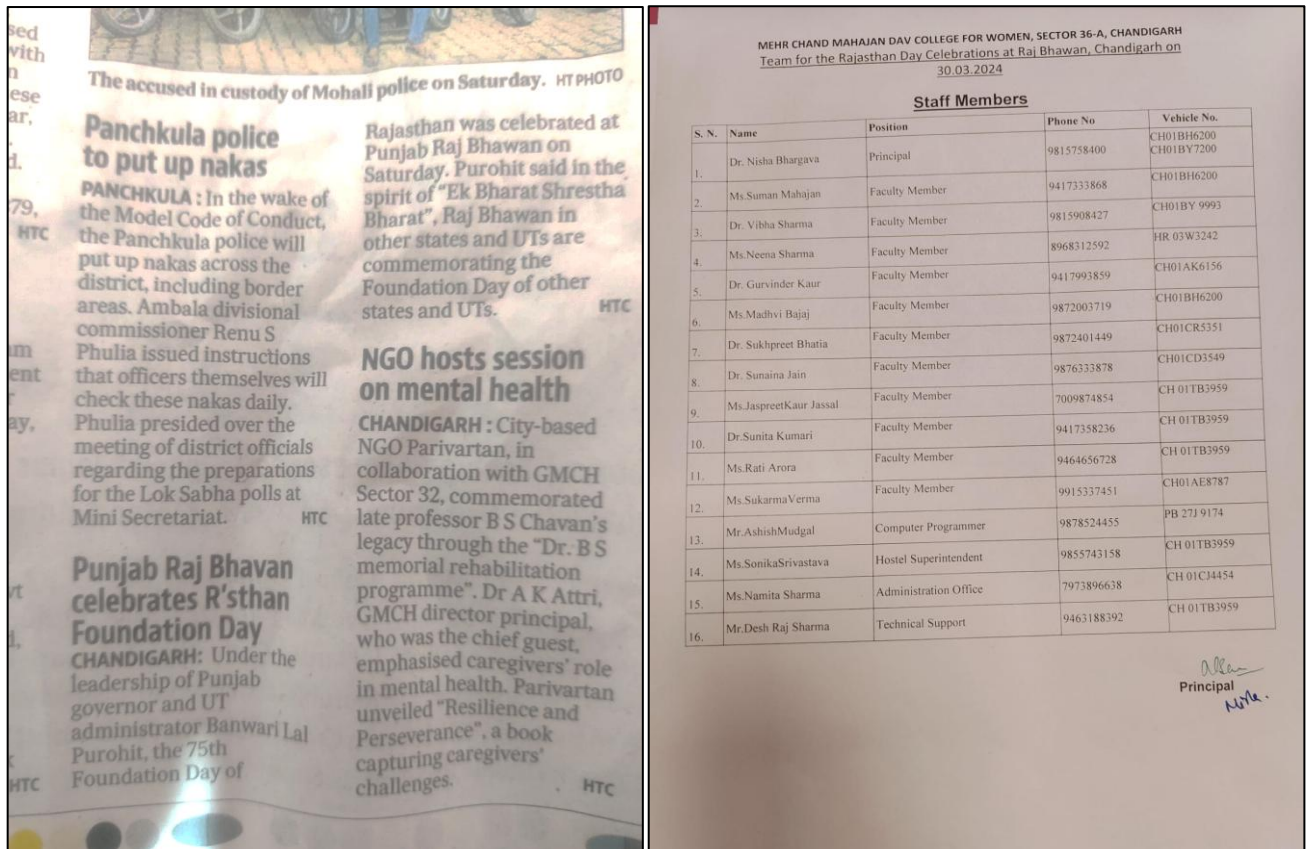 sed
with
n
ese
ar,
d.
79,
HTC
am
ent
ay,
vt
d,
HTC
The accused in custody of Mohali police on Saturday. HT PHOTO
Panchkula police
to put up nakas
PANCHKULA : In the wake of
the Model Code of Conduct,
the Panchkula police will
put up nakas across the
district, including border
areas. Ambala divisional
commissioner Renu S
Phulia issued instructions
that officers themselves will
check these nakas daily.
Phulia presided over the
meeting of district officials
regarding the preparations
for the Lok Sabha polls at
Mini Secretariat. HTC
Punjab Raj Bhavan
celebrates R'sthan
Foundation Day
CHANDIGARH: Under the
leadership of Punjab
governor and UT
administrator Banwari Lal
Purohit, the 75th
Foundation Day of
Rajasthan was celebrated at
Punjab Raj Bhawan on
Saturday. Purohit said in the
spirit of "Ek Bharat Shrestha
Bharat", Raj Bhawan in
other states and UTs are
commemorating the
Foundation Day of other
states and UTs. HTC
NGO hosts session
on mental health
CHANDIGARH : City-based
NGO Parivartan, in
collaboration with GMCH
Sector 32, commemorated
late professor B S Chavan's
legacy through the "Dr. B S
memorial rehabilitation
programme". Dr A K Attri,
GMCH director principal,
who was the chief guest,
emphasised caregivers' role
in mental health. Parivartan
unveiled "Resilience and
Perseverance", a book
capturing caregivers'
challenges. HTC
MEHR CHAND MAHAJAN DAV COLLEGE FOR WOMEN, SECTOR 36-A, CHANDIGARH
Team for the Rajasthan Day Celebrations at Raj Bhawan, Chandigarh on
30.03.2024
Staff Members
S. N. Name Position Phone No Vehicle No.
1. Dr. Nisha Bhargava Principal 9815758400 CH01BH6200
CH01BY7200
2. Ms.Suman Mahajan Faculty Member 9417333868 CH01BH6200
3. Dr. Vibha Sharma Faculty Member 9815908427 CH01BY 9993
4. Ms.Neena Sharma Faculty Member 8968312592 HR 03W3242
5. Dr. Gurvinder Kaur Faculty Member 9417993859 CH01AK6156
6. Ms.Madhvi Bajaj Faculty Member 9872003719 CH01BH6200
7. Dr. Sukhpreet Bhatia Faculty Member 9872401449 CH01CR5351
8. Dr. Sunaina Jain Faculty Member 9876333878 CH01CD3549
9. Ms.JaspreetKaur Jassal Faculty Member 7009874854 CH 01TB3959
10. Dr.Sunita Kumari Faculty Member 9417358236 CH 01TB3959
11. Ms.Rati Arora Faculty Member 9464656728 CH 01TB3959
12. Ms.SukarmaVerma Faculty Member 9915337451 CH01AE8787
13. Mr.AshishMudgal Computer Programmer 9878524455 PB 27J 9174
14. Ms.SonikaSrivastava Hostel Superintendent 9855743158 CH 01TB3959
15. Ms.Namita Sharma Administration Office 7973896638 CH 01CJ4454
16. Mr.Desh Raj Sharma Technical Support 9463188392 CH 01TB3959
Principal